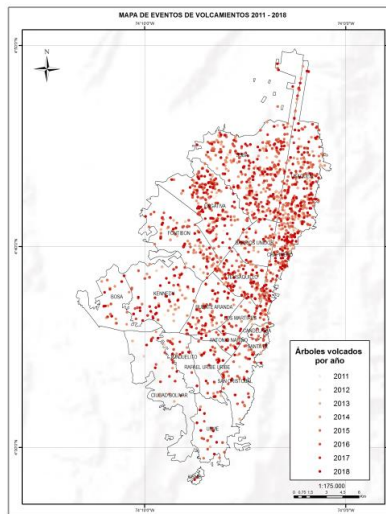 MAPA DE EVENTOS DE VOLCAMIENTOS 2011 - 2018
N
SUBA
ENGATIVA
FONTIBON
BARRIOS UNIDOS
CHAPINERO
TEUSAQUILLO
BOSA
KENNEDY
PUENTE ARANDA
LOS MARTIRES
CANDELARIA
ANTONIO NARIÑO
SANTA FE
TUNJUELITO
RAFAEL URIBE URIBE
SAN CRISTOBAL
CIUDAD BOLIVAR
USME
Árboles volcados
por año
2011
2012
2013
2014
2015
2016
2017
2018
1:175.000